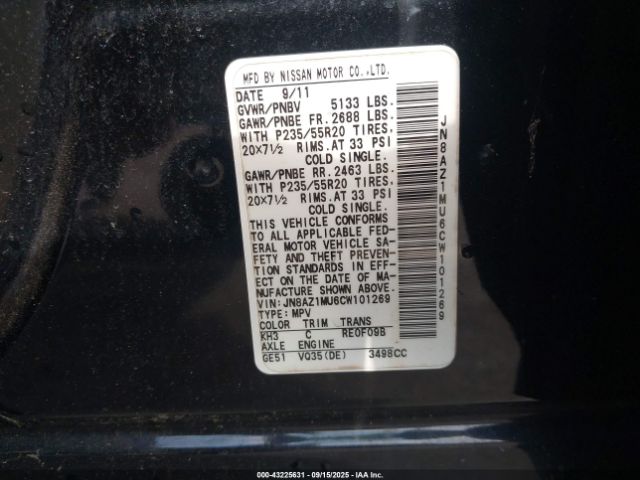 MFD BY NISSAN MOTOR CO.,LTD.
DATE 9/11
GVWR/PNBV 5133 LBS.
GAWR/PNBE FR. 2688 LBS.
WITH P235/55R20 TIRES,
20×7½ RIMS.AT 33 PSI
COLD SINGLE.
GAWR/PNBE RR. 2463 LBS.
WITH P235/55R20 TIRES,
20×7½ RIMS.AT 33 PSI
COLD SINGLE.
THIS VEHICLE CONFORMS
TO ALL APPLICABLE FED-
ERAL MOTOR VEHICLE SA-
FETY AND THEFT PREVEN-
TION STANDARDS IN EFF-
ECT ON THE DATE OF MA-
NUFACTURE SHOWN ABOVE.
VIN:JN8AZ1MU6CW101269
TYPE:MPV
COLOR TRIM TRANS
KH3 C RE0F09B
AXLE ENGINE
GE51 VQ35(DE) 3498CC
JN8AZ1MU6CW101269
000-43225631 - 09/15/2025 - © IAA, Inc.